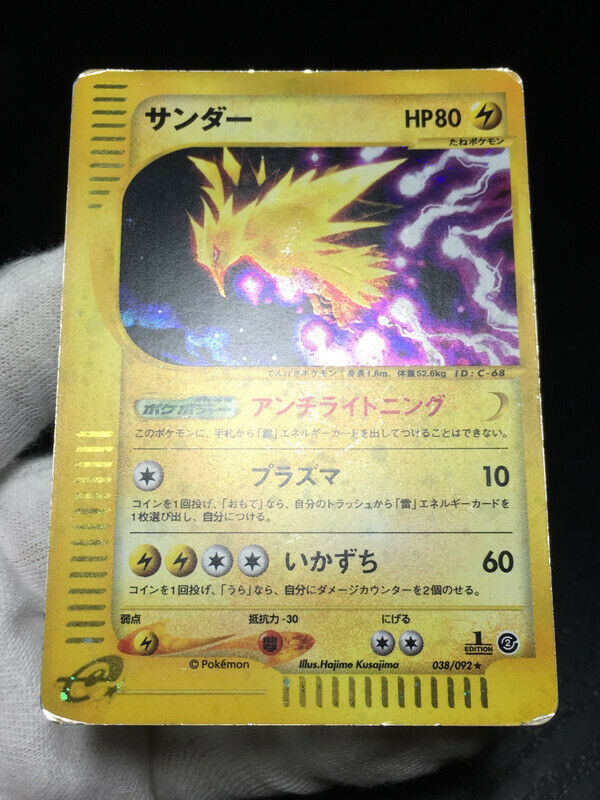 サンダー HP80
たねポケモン
でんげきポケモン 身長1.6m、体重52.6kg ID:C-68
ポケボディー アンチライトニング
このポケモンに、手札から「雷」エネルギーカードを出してつけることはできない。
プラズマ 10
コインを1回投げ、「おもて」なら、自分のトラッシュから「雷」エネルギーカードを
1枚選び出し、自分につける。
いかずち 60
コインを1回投げ、「うら」なら、自分にダメージカウンターを2個のせる。
弱点 抵抗力-30 にげる
1
EDITION
2
© Pokémon Illus.Hajime Kusajima 038/092★
e